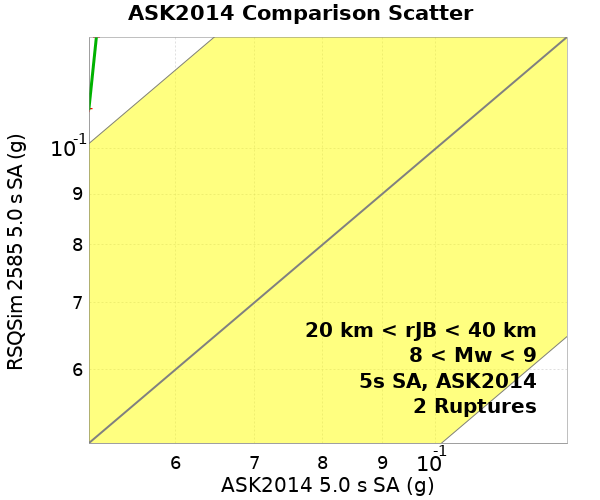 ASK2014 Comparison Scatter
RSQSim 2585 5.0 s SA (g)
10-1
9
8
7
6
20 km < rJB < 40 km
8 < Mw < 9
5s SA, ASK2014
2 Ruptures
6 7 8 9 10-1
ASK2014 5.0 s SA (g)